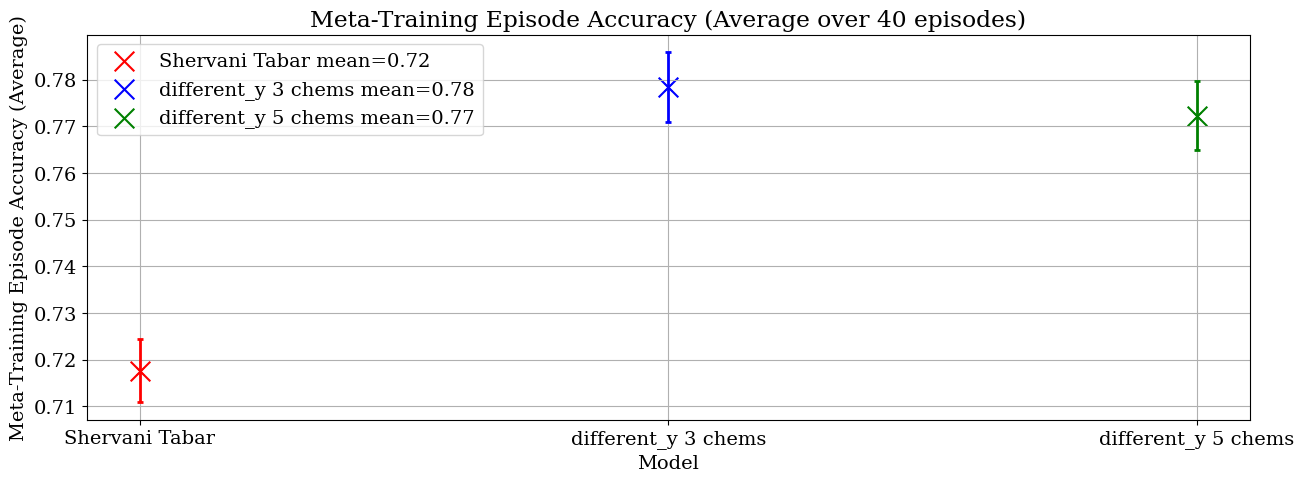 Meta-Training Episode Accuracy (Average over 40 episodes)
Meta-Training Episode Accuracy (Average)
Shervani Tabar mean=0.72
different_y 3 chems mean=0.78
different_y 5 chems mean=0.77
0.78
0.77
0.76
0.75
0.74
0.73
0.72
0.71
Shervani Tabar
different_y 3 chems
different_y 5 chems
Model